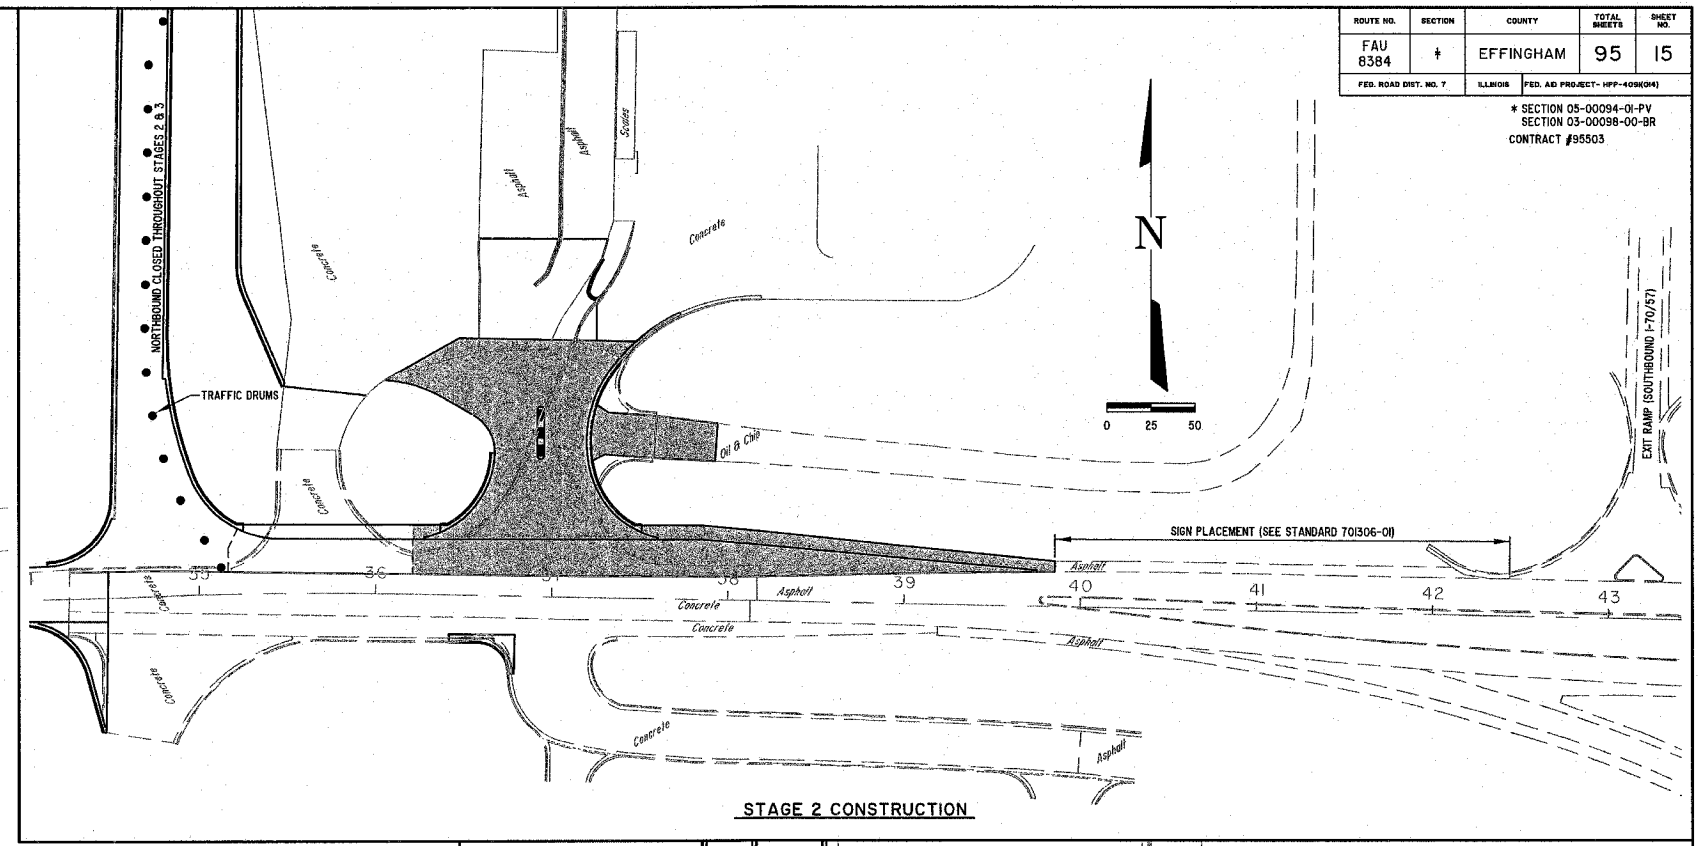 ROUTE NO.
SECTION
COUNTY
TOTAL SHEETS
SHEET NO.
FAU 8384
*
EFFINGHAM
95
15
FED. ROAD DIST. NO. 7
ILLINOIS
FED. AID PROJECT- HPP-4091(014)
* SECTION 05-00094-01-PV
SECTION 03-00098-00-BR
CONTRACT #95503
NORTHBOUND CLOSED THROUGHOUT STAGES 2 & 3
Concrete
Asphalt
Asphalt
Scales
Concrete
N
0 25 50
EXIT RAMP (SOUTHBOUND I-70/57)
TRAFFIC DRUMS
Oil & Chip
Concrete
SIGN PLACEMENT (SEE STANDARD 701306-01)
Asphalt
35 36 37 38 39 40 41 42 43
Concrete
Asphalt
Concrete
Concrete
Asphalt
Concrete
Concrete
Asphalt
STAGE 2 CONSTRUCTION